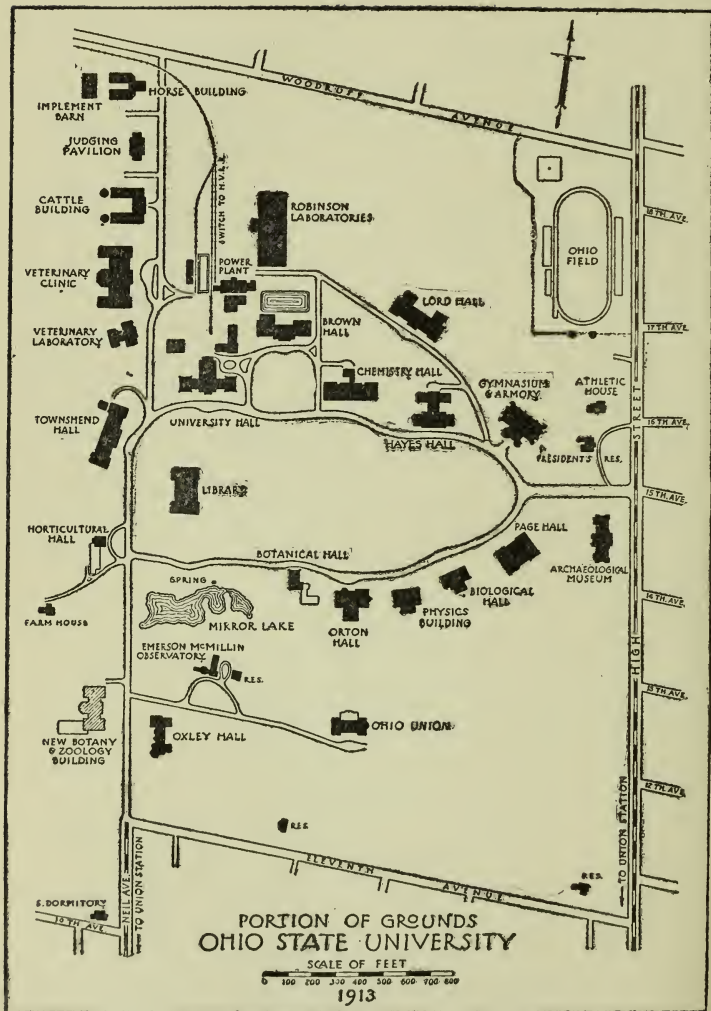 WOODRUFF AVENUE
HORSE BUILDING
IMPLEMENT
BARN
JUDGING
PAVILION
SWITCH TO H.V.R.R.
CATTLE
BUILDING
ROBINSON
LABORATORIES
18TH. AVE.
OHIO
FIELD
VETERINARY
CLINIC
POWER
PLANT
LORD HALL
VETERINARY
LABORATORY
BROWN
HALL
17TH AVE.
CHEMISTRY HALL
GYMNASIUM
& ARMORY
ATHLETIC
HOUSE
TOWNSHEND
HALL
UNIVERSITY HALL
HAYES HALL
STREET
16TH AVE.
PRESIDENT'S RES.
LIBRARY
15TH. AVE.
HORTICULTURAL
HALL
PAGE HALL
BOTANICAL HALL
ARCHAEOLOGICAL
MUSEUM
SPRING
BIOLOGICAL
HALL
14TH. AVE.
FARM HOUSE
MIRROR LAKE
ORTON
HALL
PHYSICS
BUILDING
EMERSON McMILLIN
OBSERVATORY
RES.
HIGH
13TH. AVE.
NEW BOTANY
& ZOOLOGY
BUILDING
OXLEY HALL
OHIO UNION
12TH. AVE.
RES.
TO UNION STATION
ELEVENTH AVENUE
RES.
NEIL AVE.
TO UNION STATION
S. DORMITORY
10TH AVE
PORTION OF GROUNDS
OHIO STATE UNIVERSITY
SCALE OF FEET
0 100 200 300 400 500 600 700 800
1913